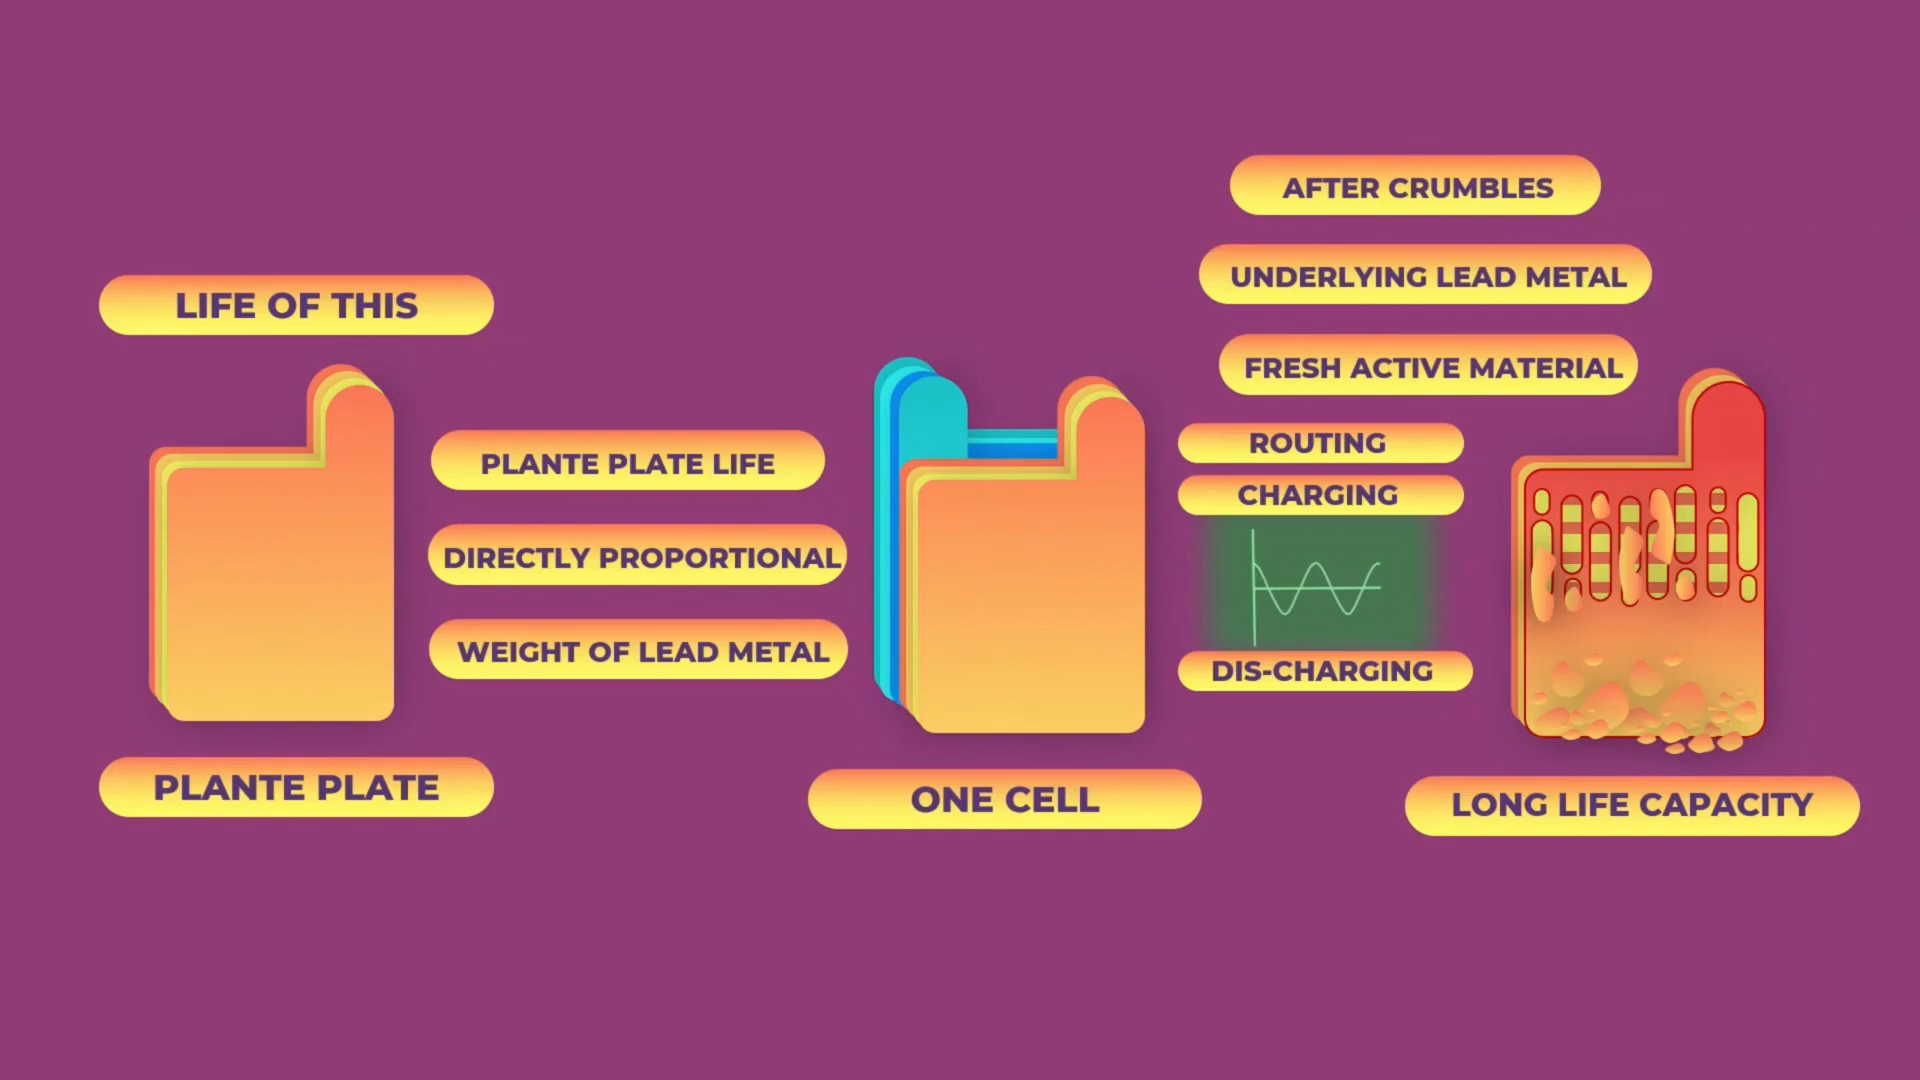 LIFE OF THIS
PLANTE PLATE
PLANTE PLATE LIFE
DIRECTLY PROPORTIONAL
WEIGHT OF LEAD METAL
ONE CELL
AFTER CRUMBLES
UNDERLYING LEAD METAL
FRESH ACTIVE MATERIAL
ROUTING
CHARGING
DIS-CHARGING
LONG LIFE CAPACITY